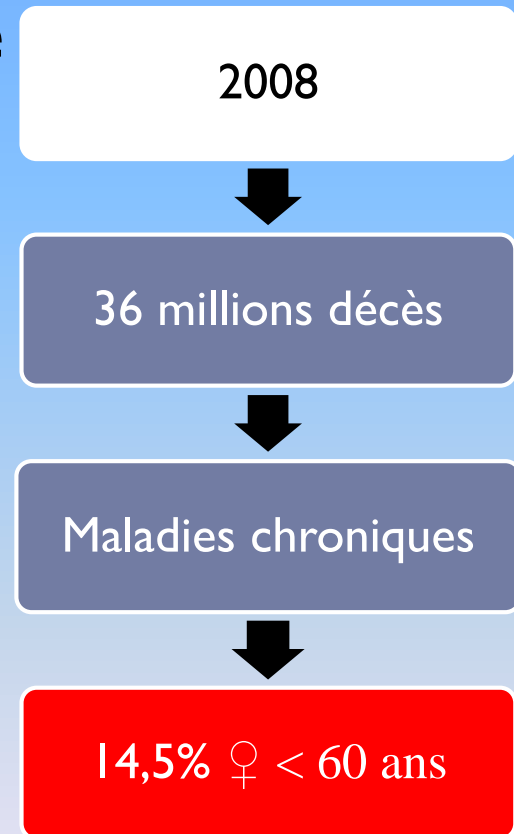 e
2008
36 millions décès
Maladies chroniques
14,5% ♀ < 60 ans